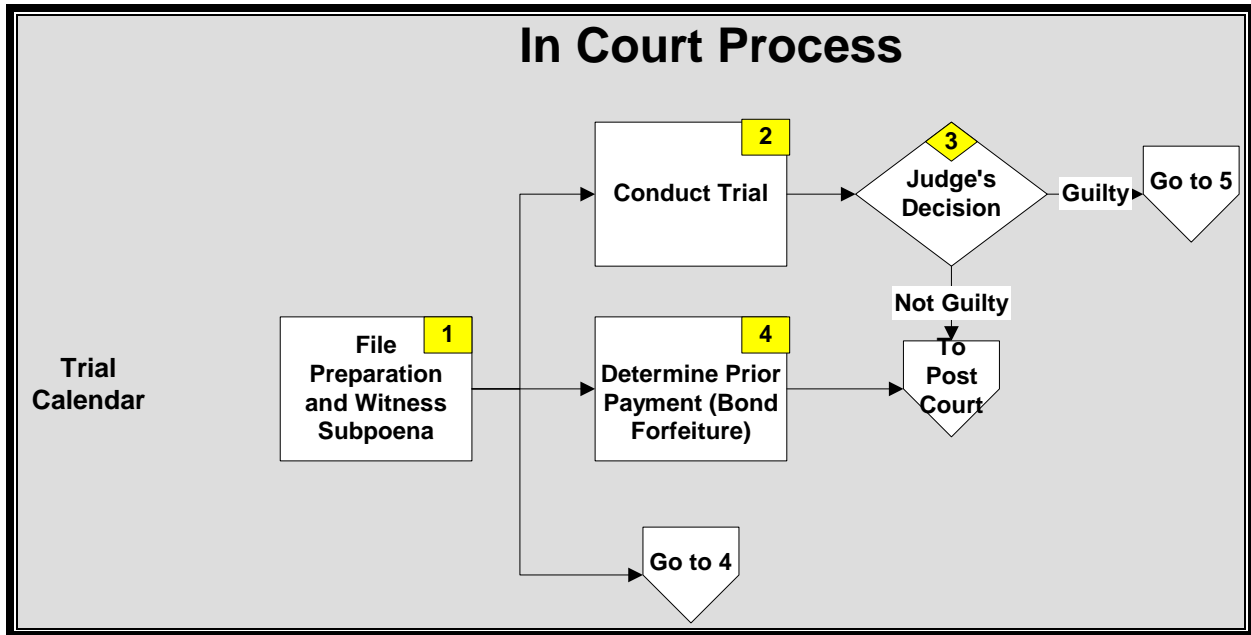 In Court Process
2
Conduct Trial
3
Judge's
Decision
Guilty
Go to 5
Not Guilty
Trial
Calendar
1
File
Preparation
and Witness
Subpoena
4
Determine Prior
Payment (Bond
Forfeiture)
To
Post
Court
Go to 4